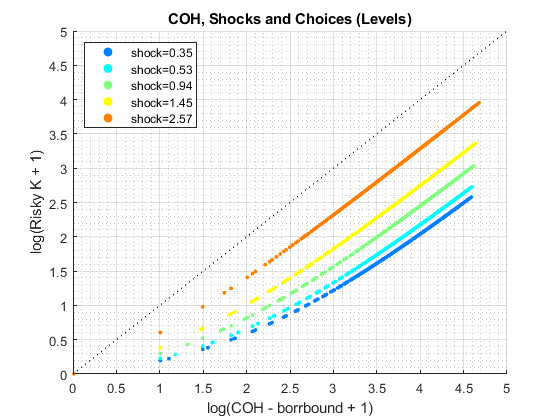 COH, Shocks and Choices (Levels)
5
4.5
4
3.5
3
2.5
2
1.5
1
0.5
0
log(Risky K + 1)
shock=0.35
shock=0.53
shock=0.94
shock=1.45
shock=2.57
0 0.5 1 1.5 2 2.5 3 3.5 4 4.5 5
log(COH - borrbound + 1)